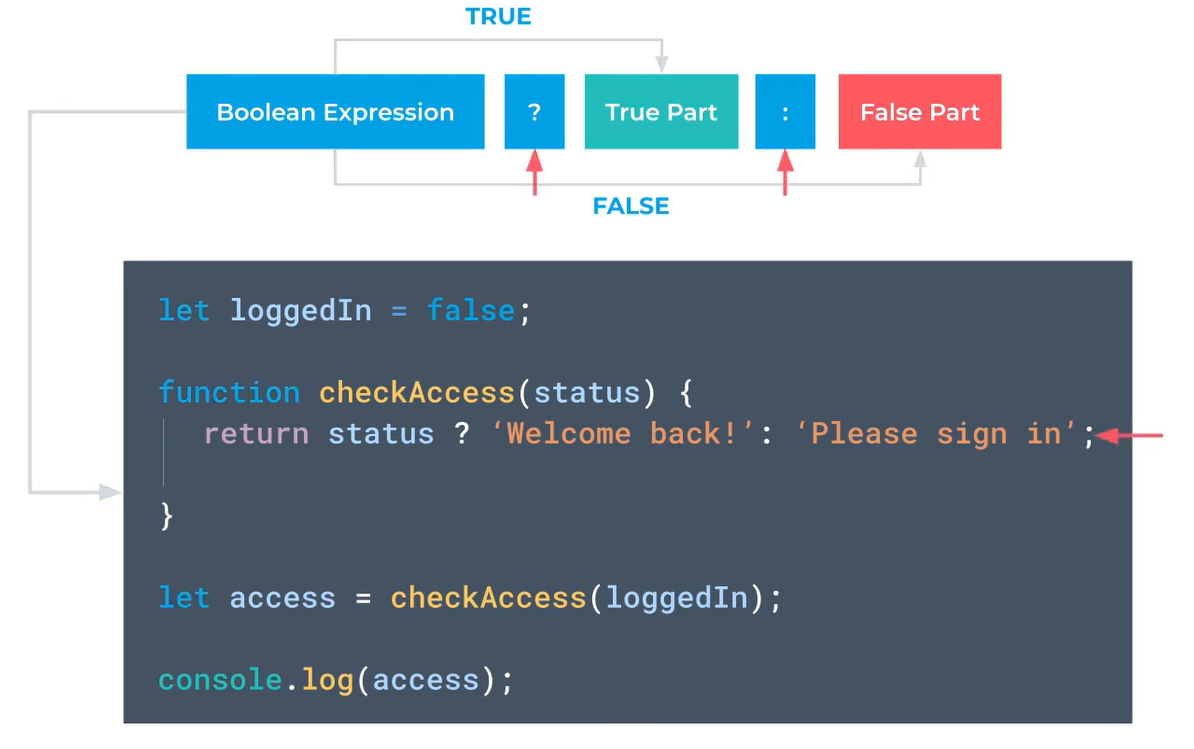 TRUE
Boolean Expression ? True Part : False Part
FALSE
let loggedIn = false;
function checkAccess(status) {
return status ? ‘Welcome back!’: ‘Please sign in’;
}
let access = checkAccess(loggedIn);
console.log(access);